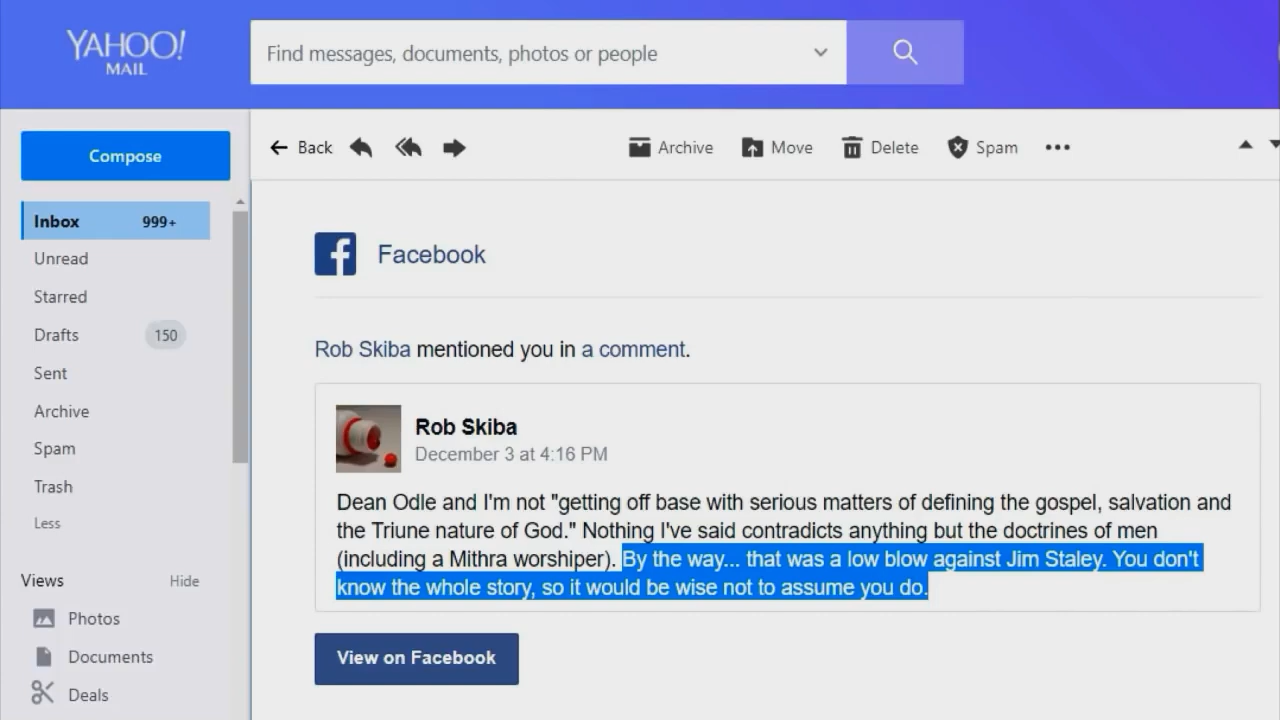 YAHOO!
MAIL
Find messages, documents, photos or people
Compose
Back
Archive
Move
Delete
Spam
Inbox 999+
Unread
Starred
Drafts 150
Sent
Archive
Spam
Trash
Less
Views Hide
Photos
Documents
Deals
Facebook
Rob Skiba mentioned you in a comment.
Rob Skiba
December 3 at 4:16 PM
Dean Odle and I'm not "getting off base with serious matters of defining the gospel, salvation and
the Triune nature of God." Nothing I've said contradicts anything but the doctrines of men
(including a Mithra worshiper). By the way... that was a low blow against Jim Staley. You don't
know the whole story, so it would be wise not to assume you do.
View on Facebook